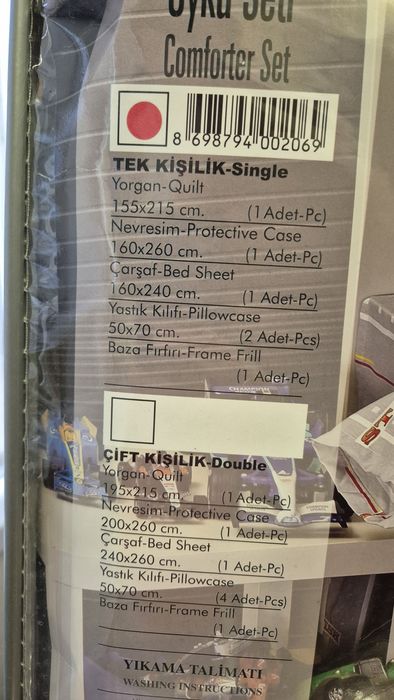 Uyku Seti
Comforter Set
8 698794 002069
TEK KİŞİLİK-Single
Yorgan-Quilt
155x215 cm. (1 Adet-Pc)
Nevresim-Protective Case
160x260 cm. (1 Adet-Pc)
Çarşaf-Bed Sheet
160x240 cm. (1 Adet-Pc)
Yastık Kılıfı-Pillowcase
50x70 cm. (2 Adet-Pcs)
Baza Fırfırı-Frame Frill
(1 Adet-Pc)
CHAMPION
ÇİFT KİŞİLİK-Double
Yorgan-Quilt
195x215 cm. (1 Adet-Pc)
Nevresim-Protective Case
200x260 cm. (1 Adet-Pc)
Çarşaf-Bed Sheet
240x260 cm. (1 Adet-Pc)
Yastık Kılıfı-Pillowcase
50x70 cm. (4 Adet-Pcs)
Baza Fırfırı-Frame Frill
(1 Adet-Pc)
YIKAMA TALİMATI
WASHING INSTRUCTIONS